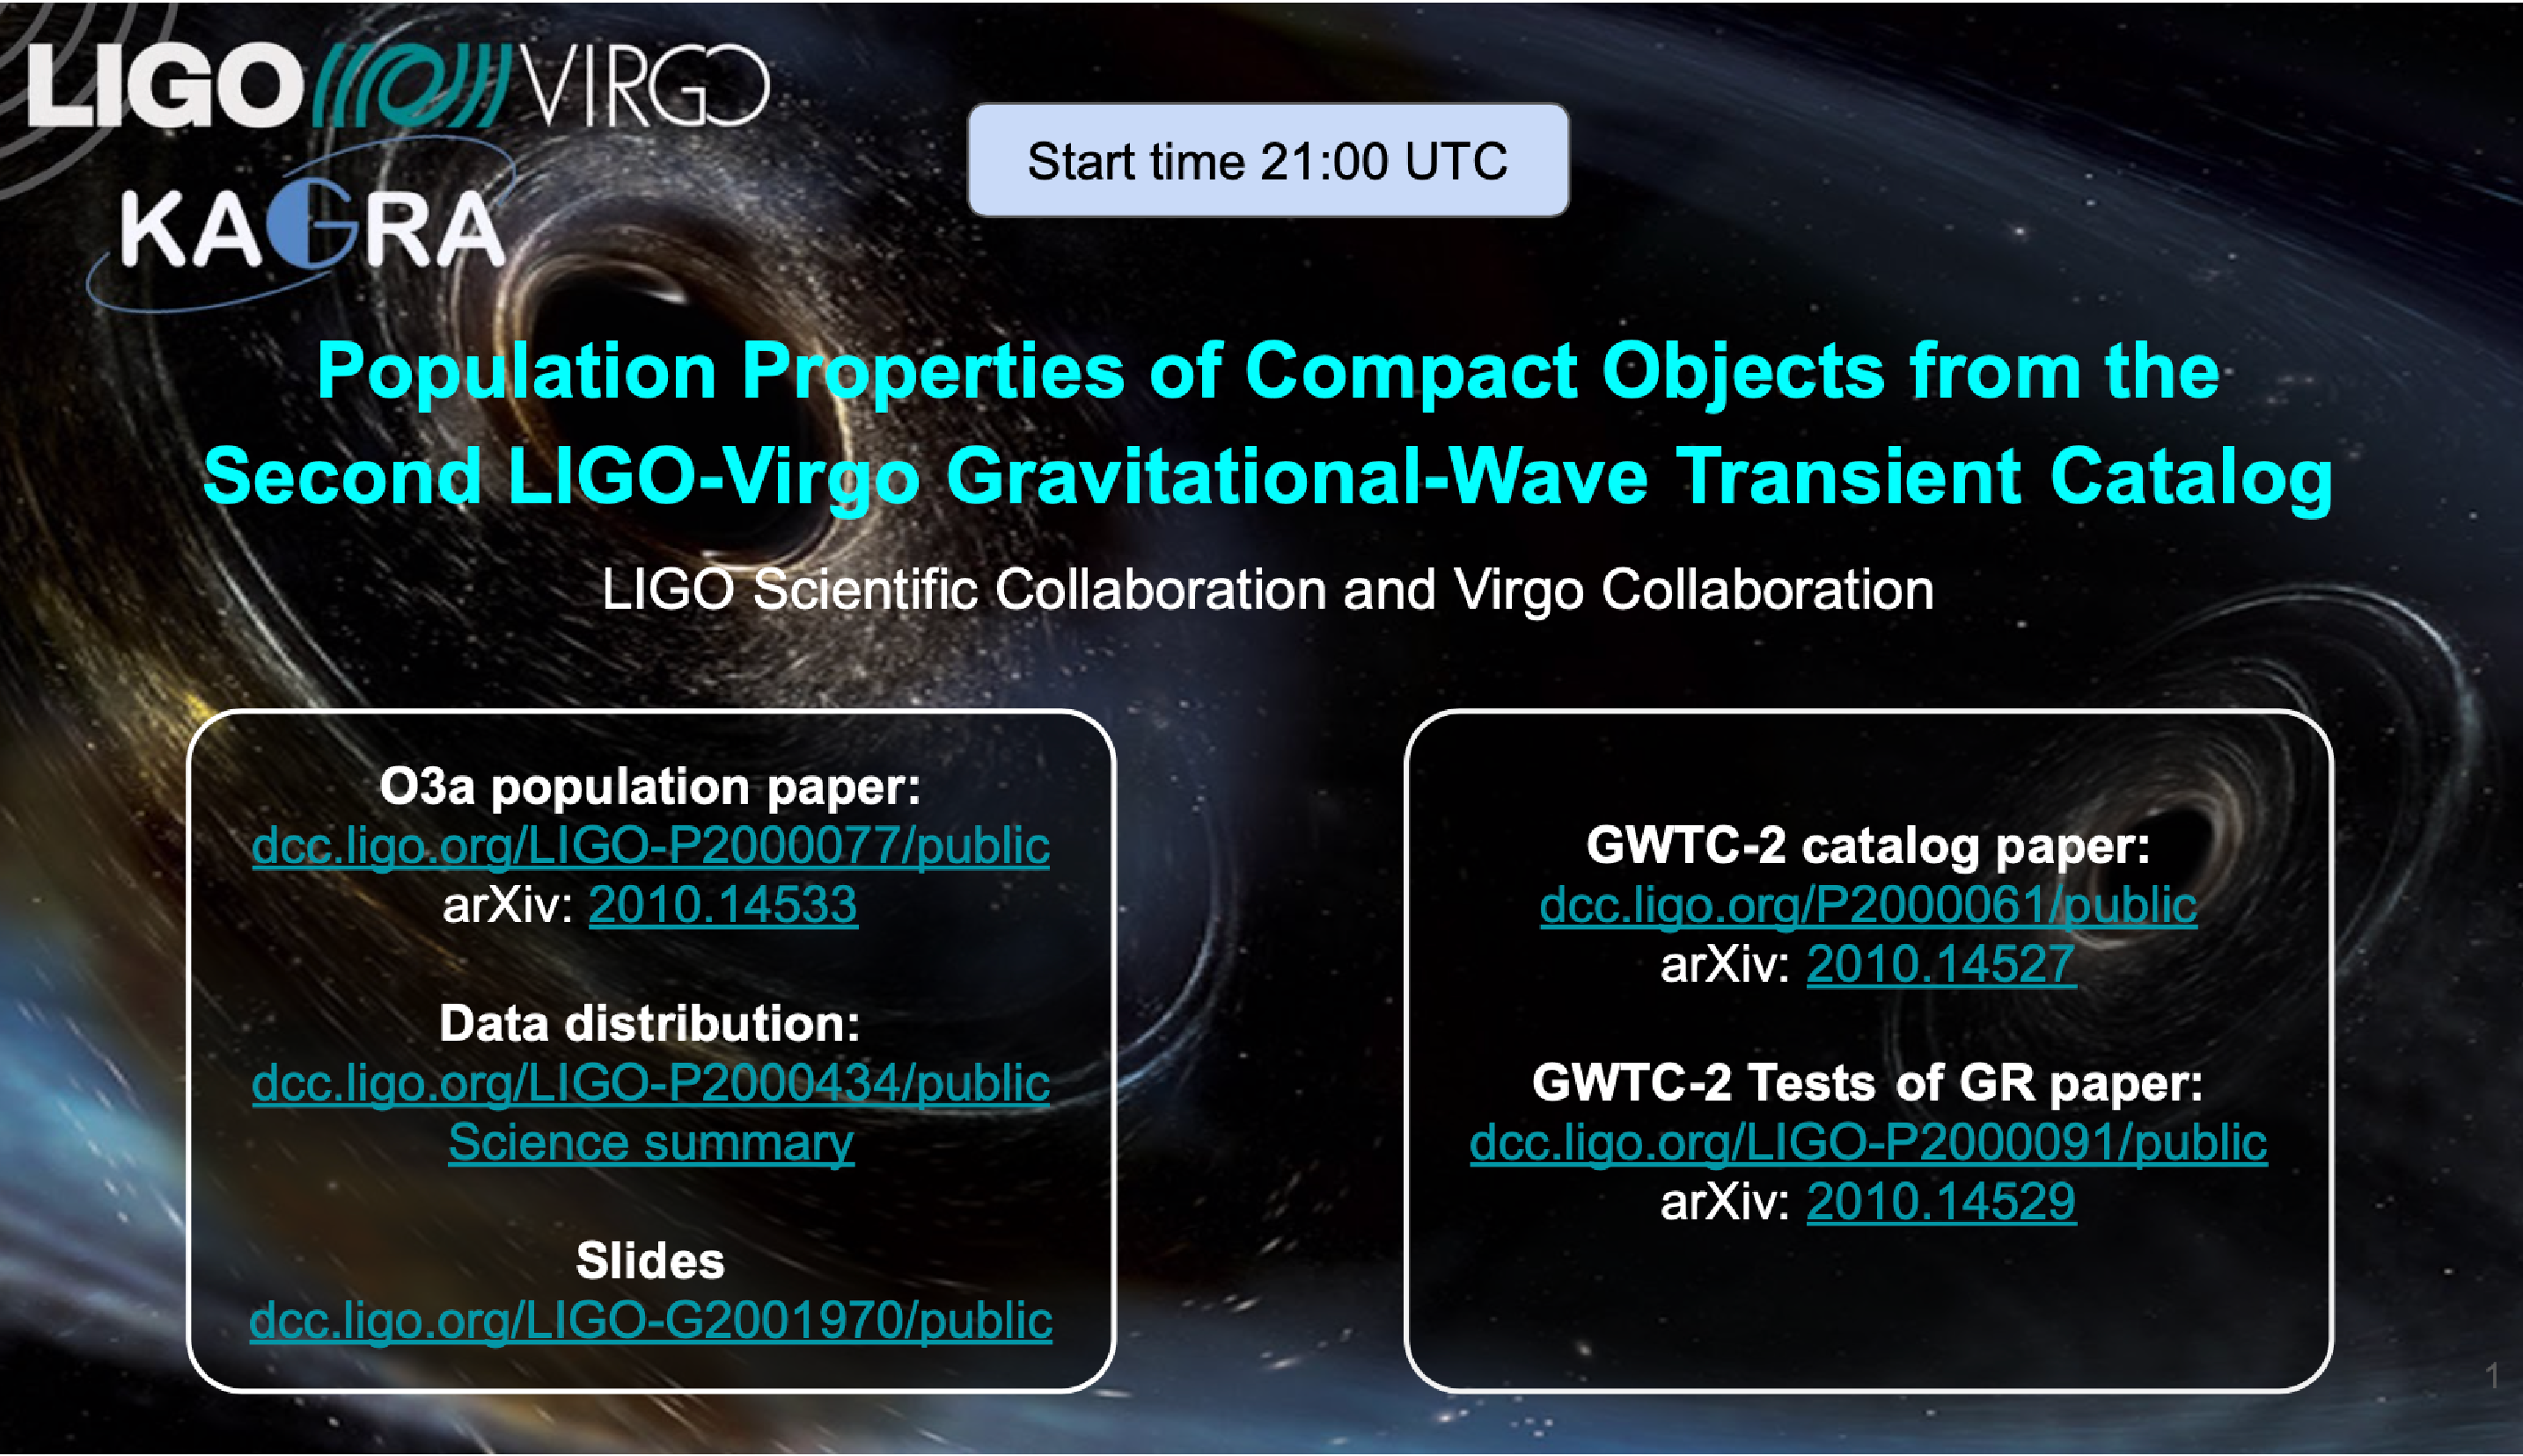 LIGO VIRGO
KAGRA
Start time 21:00 UTC
Population Properties of Compact Objects from the
Second LIGO-Virgo Gravitational-Wave Transient Catalog
LIGO Scientific Collaboration and Virgo Collaboration
O3a population paper:
dcc.ligo.org/LIGO-P2000077/public
arXiv: 2010.14533
Data distribution:
dcc.ligo.org/LIGO-P2000434/public
Science summary
Slides
dcc.ligo.org/LIGO-G2001970/public
GWTC-2 catalog paper:
dcc.ligo.org/P2000061/public
arXiv: 2010.14527
GWTC-2 Tests of GR paper:
dcc.ligo.org/LIGO-P2000091/public
arXiv: 2010.14529
1